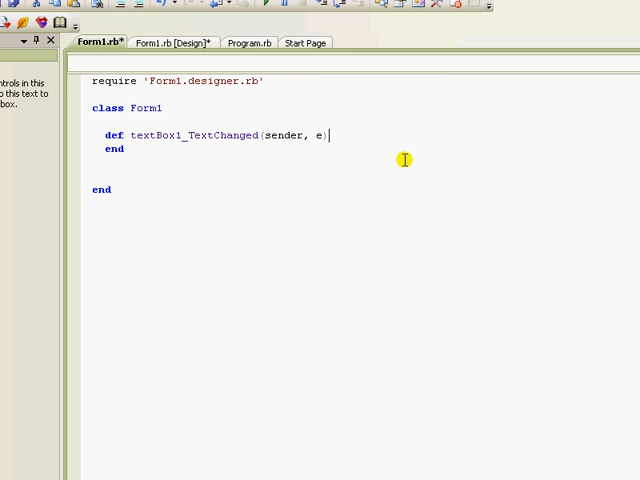 Form1.rb* Form1.rb [Design]* Program.rb Start Page
ntrols in this
o this text to
box.
require 'Form1.designer.rb'
class Form1
def textBox1_TextChanged(sender, e)
end
end